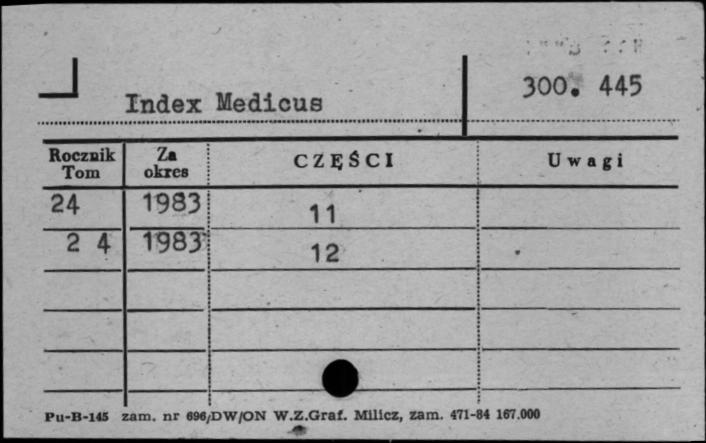 300. 445
Index Medicus
Rocznik Tom Za okres CZĘŚCI Uwagi
24 1983 11
2 4 1983 12
Pu-B-145 zam. nr 696/DW/ON W.Z.Graf. Milicz, zam. 471-84 167.000